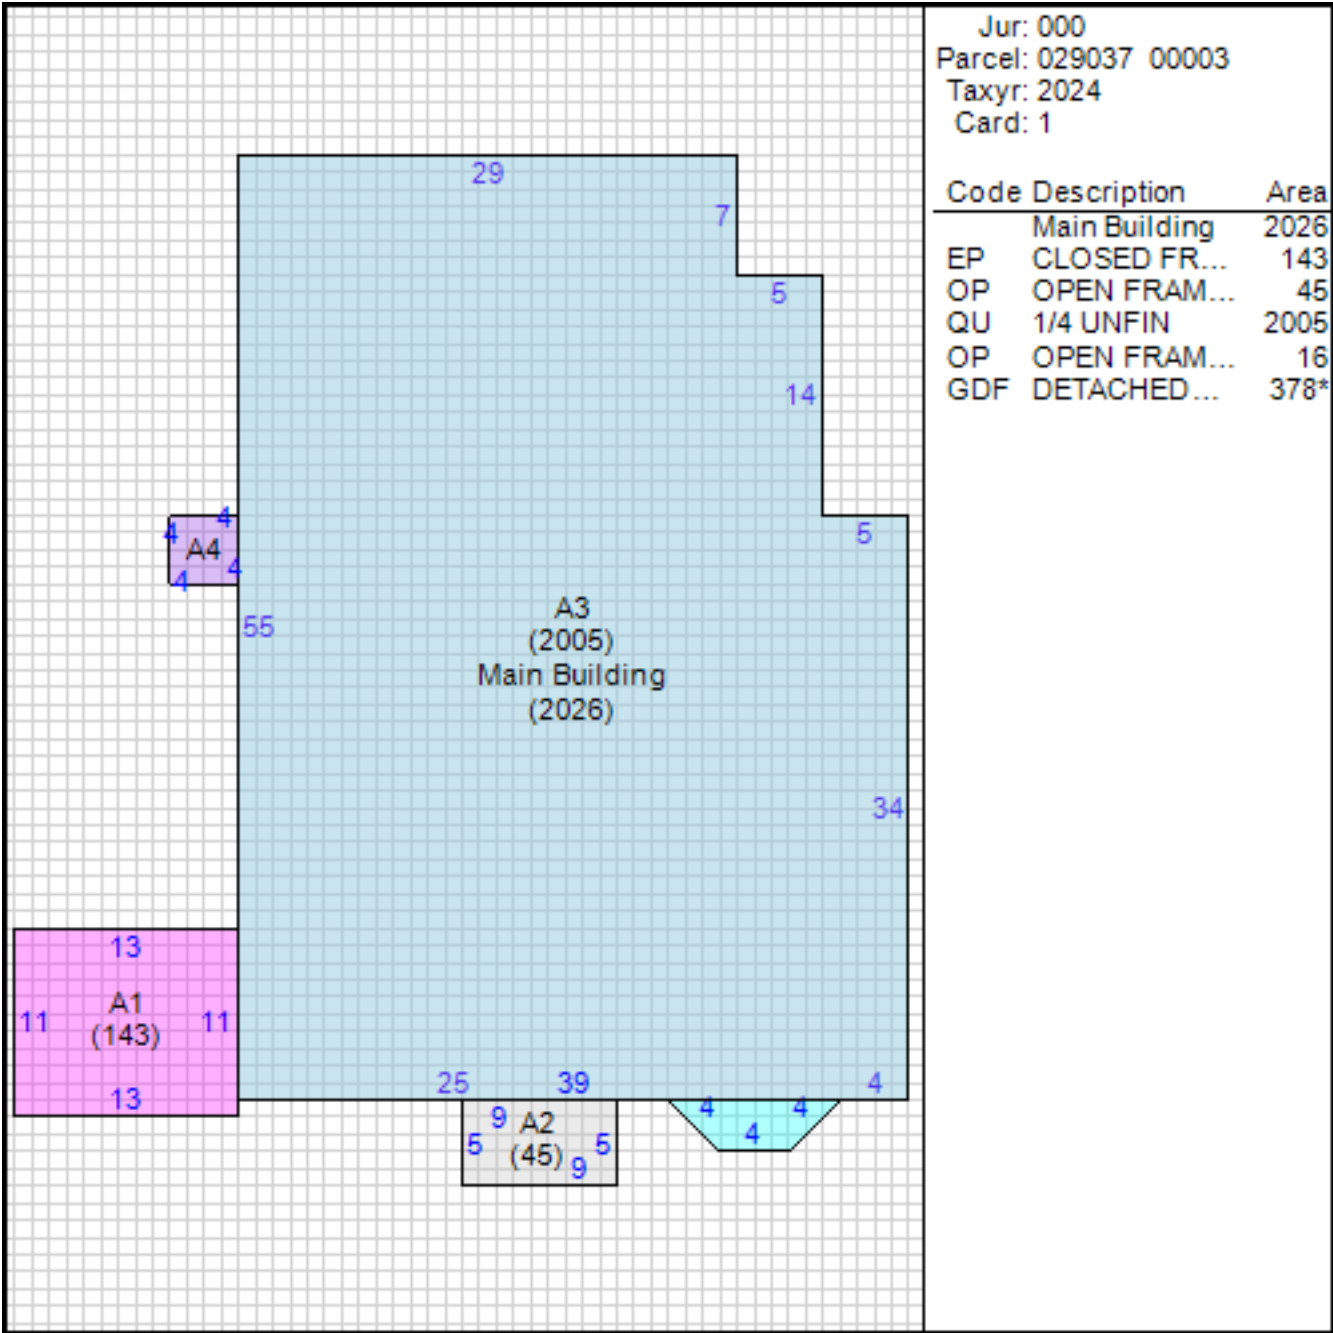 Jur: 000
Parcel: 029037 00003
Taxyr: 2024
Card: 1
Code Description Area
Main Building 2026
EP CLOSED FR... 143
OP OPEN FRAM... 45
QU 1/4 UNFIN 2005
OP OPEN FRAM... 16
GDF DETACHED... 378*
29
7
5
14
5
4
4
A4
4
4
55
A3
(2005)
Main Building
(2026)
34
13
A1
(143)
11
11
13
25
39
4
9
A2
(45)
5
5
9
4
4
4